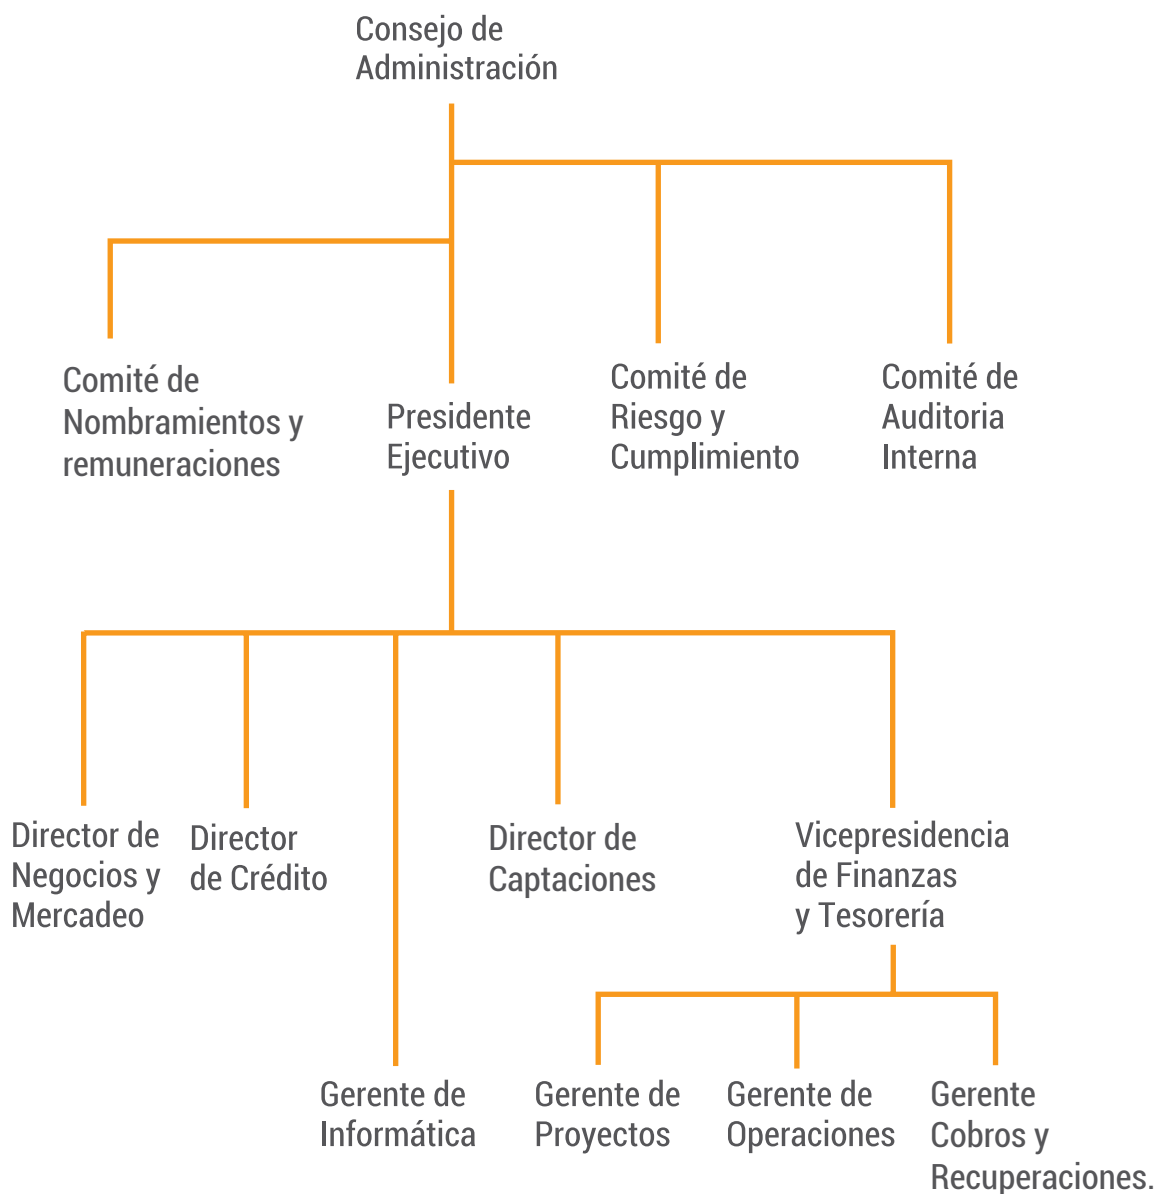 Consejo de
Administración
Comité de
Nombramientos y
remuneraciones
Presidente
Ejecutivo
Comité de
Riesgo y
Cumplimiento
Comité de
Auditoria
Interna
Director de
Negocios y
Mercadeo
Director
de Crédito
Director de
Captaciones
Vicepresidencia
de Finanzas
y Tesorería
Gerente de
Informática
Gerente de
Proyectos
Gerente de
Operaciones
Gerente
Cobros y
Recuperaciones.